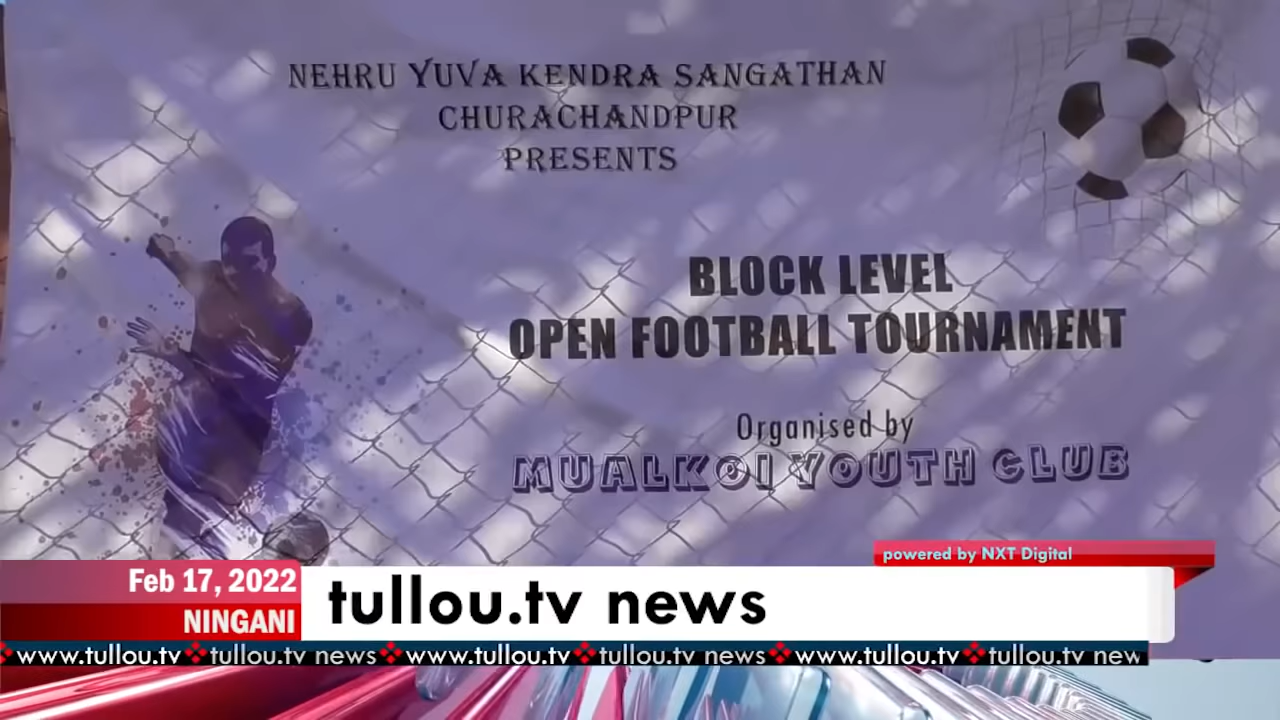 NEHRU YUVA KENDRA SANGATHAN
CHURACHANDPUR
PRESENTS
BLOCK LEVEL
OPEN FOOTBALL TOURNAMENT
Organised by
MUALKOI YOUTH CLUB
powered by NXT Digital
Feb 17, 2022
tullou.tv news
NINGANI
www.tullou.tv tullou.tv news www.tullou.tv tullou.tv news www.tullou.tv tullou.tv new